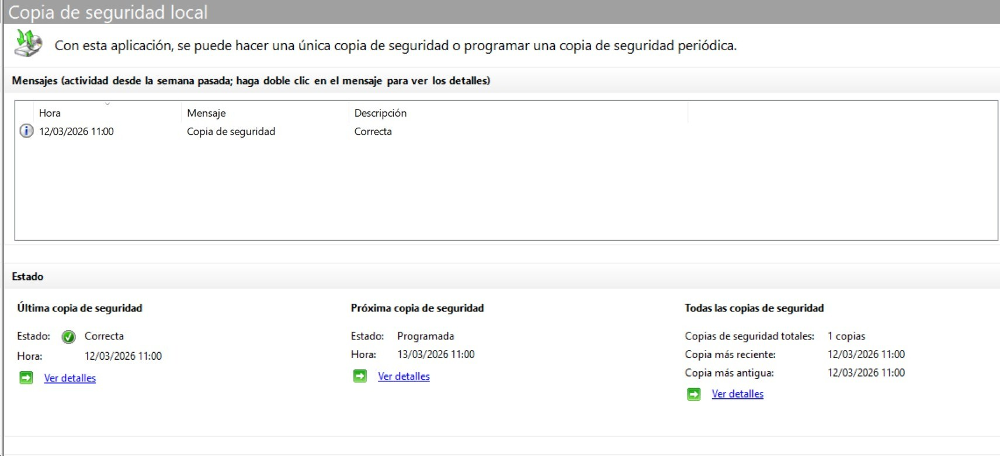 Copia de seguridad local
Con esta aplicación, se puede hacer una única copia de seguridad o programar una copia de seguridad periódica.
Mensajes (actividad desde la semana pasada; haga doble clic en el mensaje para ver los detalles)
Hora Mensaje Descripción
12/03/2026 11:00 Copia de seguridad Correcta
Estado
Última copia de seguridad
Estado: Correcta
Hora: 12/03/2026 11:00
Ver detalles
Próxima copia de seguridad
Estado: Programada
Hora: 13/03/2026 11:00
Ver detalles
Todas las copias de seguridad
Copias de seguridad totales: 1 copias
Copia más reciente: 12/03/2026 11:00
Copia más antigua: 12/03/2026 11:00
Ver detalles